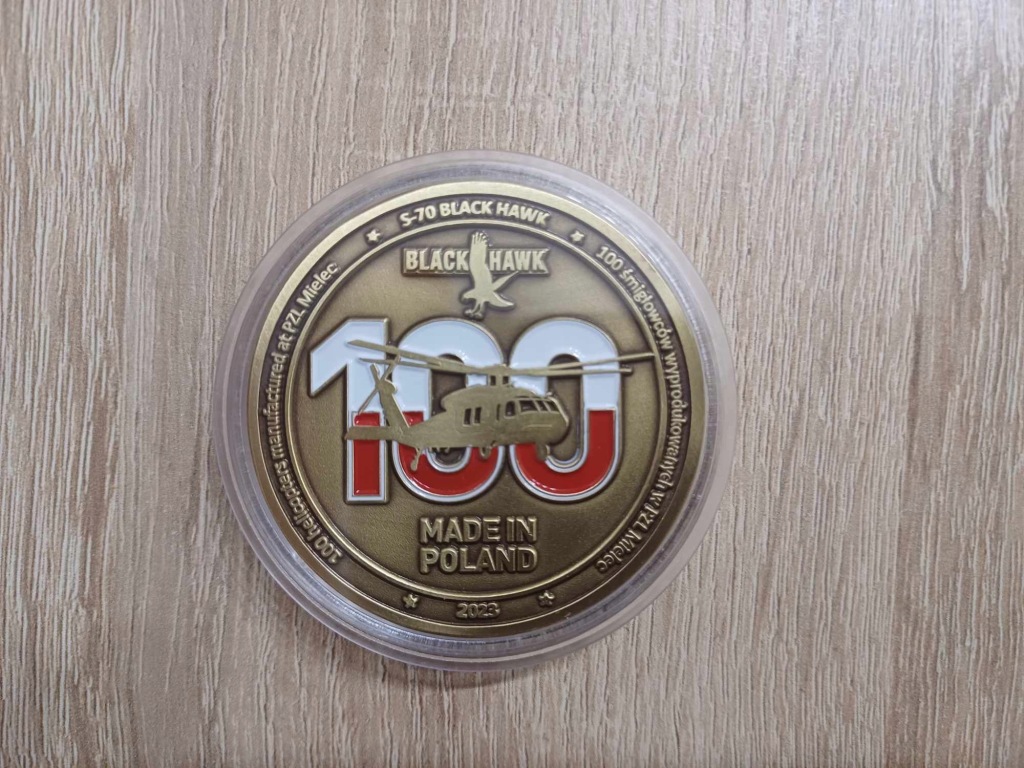 S-70 BLACK HAWK
100 śmigłowców wyprodukowanych w PZL Mielec
100 helicopters manufactured at PZL Mielec
BLACK HAWK
100
MADE IN
POLAND
2023